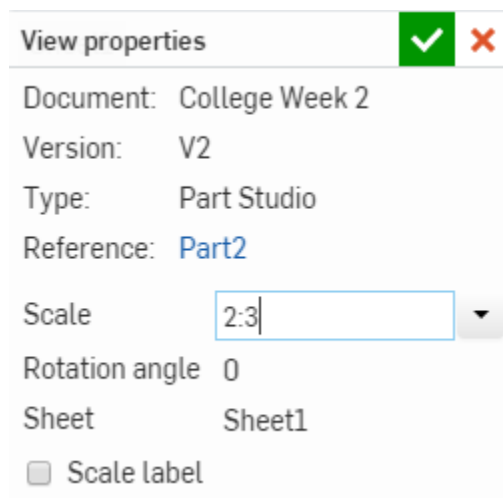 View properties
Document: College Week 2
Version: V2
Type: Part Studio
Reference: Part2
Scale 2:3
Rotation angle 0
Sheet Sheet1
Scale label